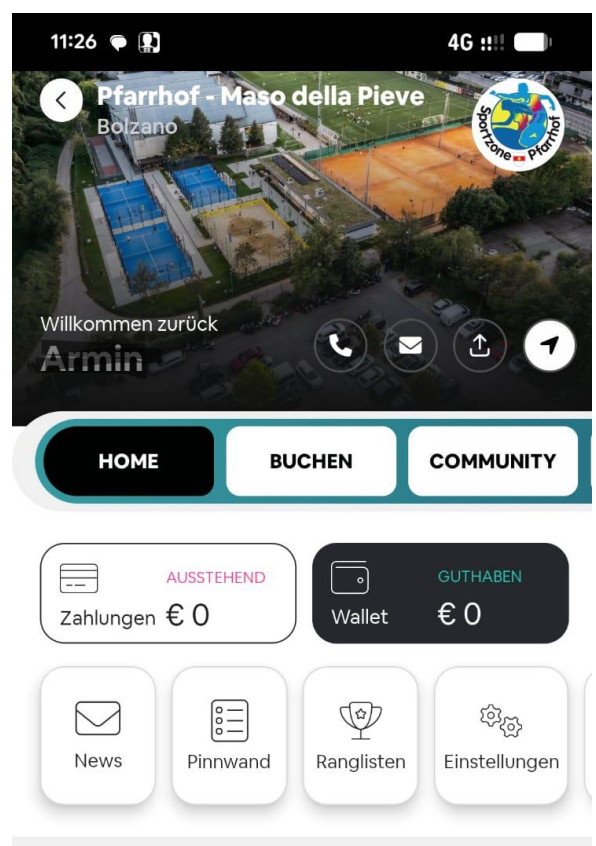 11:26
4G
Pfarrhof - Maso della Pieve
Bolzano
Sportzone Pfarrhof
Willkommen zurück
Armin
HOME
BUCHEN
COMMUNITY
AUSSTEHEND
Zahlungen € 0
GUTHABEN
Wallet € 0
News
Pinnwand
Ranglisten
Einstellungen